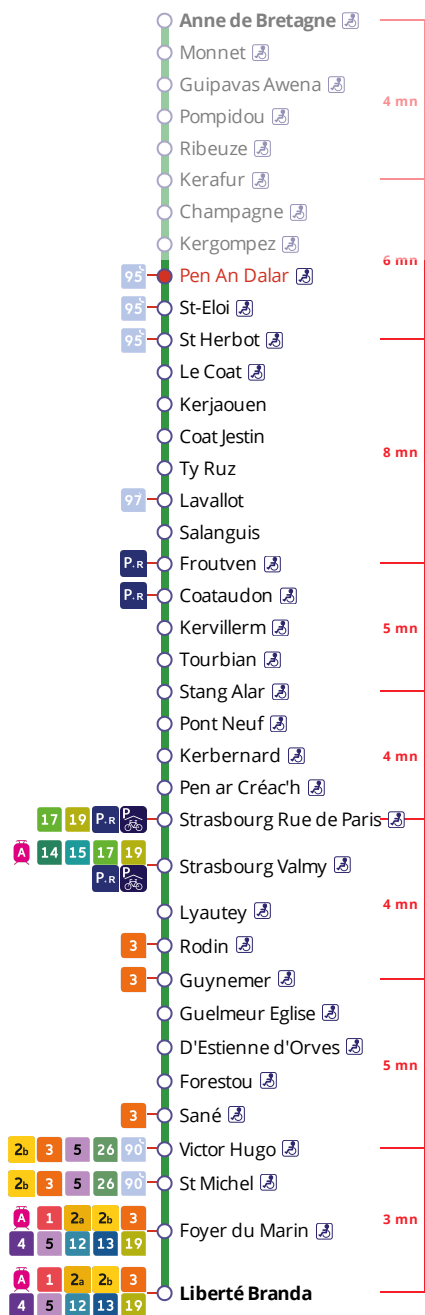 Anne de Bretagne
Monnet
Guipavas Awena
Pompidou
4 mn
Ribeuze
Kerafur
Champagne
Kergompez
6 mn
95 Pen An Dalar
95 St-Eloi
95 St Herbot
Le Coat
Kerjaouen
Coat Jestin
8 mn
Ty Ruz
97 Lavallot
Salanguis
P+R Froutven
P+R Coataudon
Kervillerm
5 mn
Tourbian
Stang Alar
Pont Neuf
Kerbernard
4 mn
Pen ar Créac'h
17 19 P+R P Strasbourg Rue de Paris
A 14 15 17 19
P+R P
Strasbourg Valmy
Lyautey
4 mn
3 Rodin
3 Guynemer
Guelmeur Eglise
D'Estienne d'Orves
5 mn
Forestou
3 Sané
2b 3 5 26 90 Victor Hugo
2b 3 5 26 90 St Michel
A 1 2a 2b 3
4 5 12 13 19
Foyer du Marin
3 mn
A 1 2a 2b 3
4 5 12 13 19
Liberté Branda